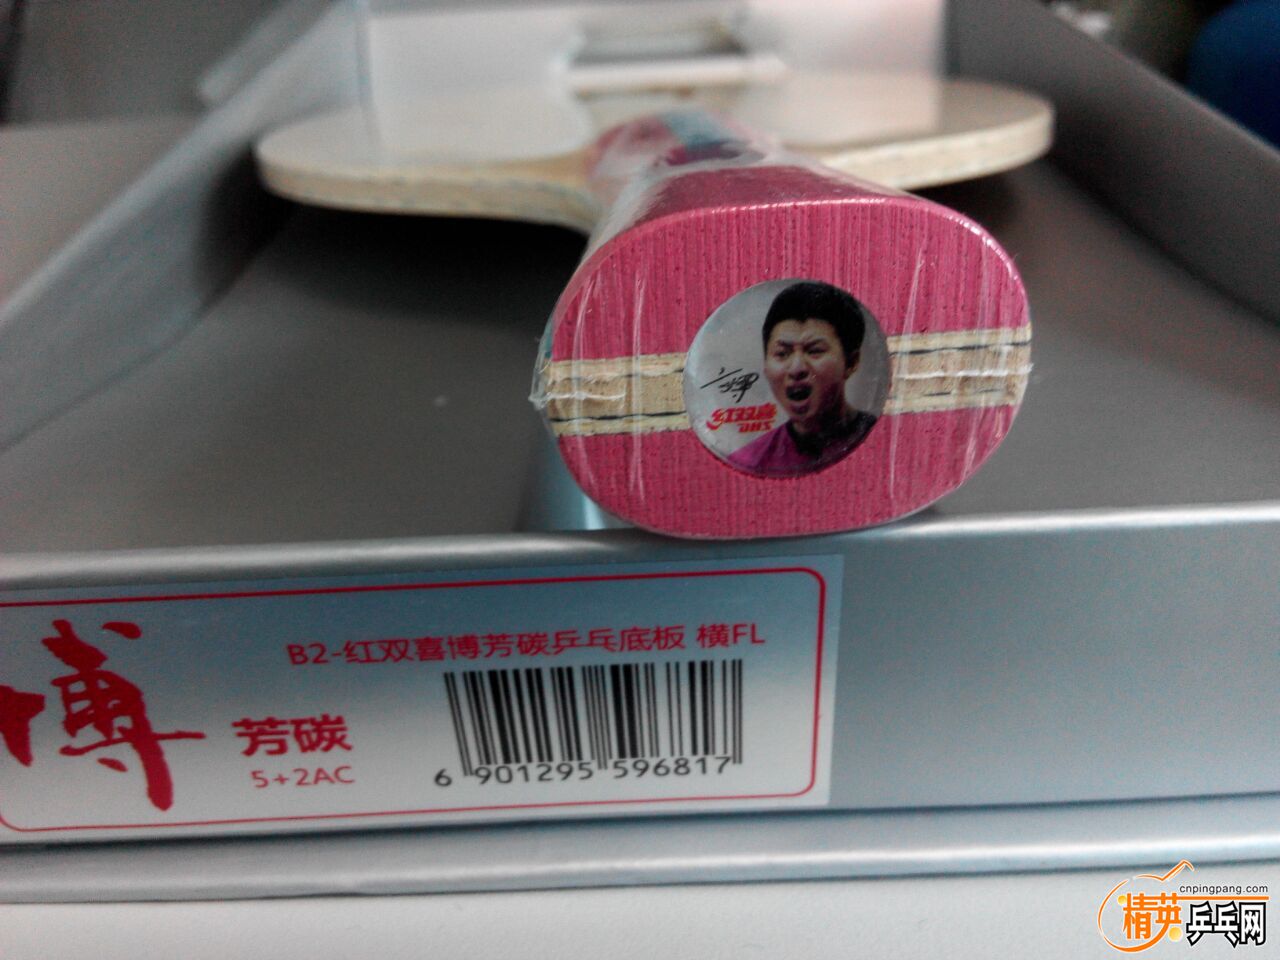 红双喜
DHS
B2-红双喜博芳碳乒乓底板 横FL
博
芳碳
5+2AC
6 901295 596817
cnpingpang.com
精英乒乓网